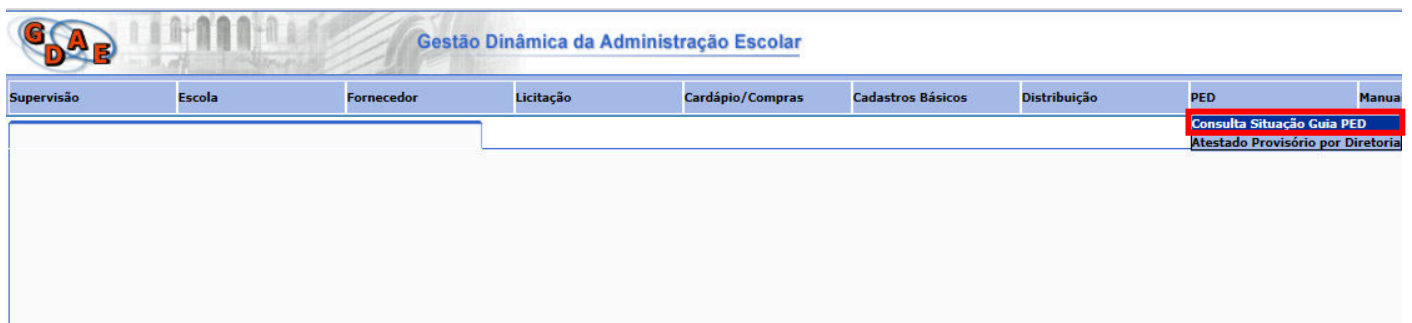 GDAE
Gestão Dinâmica da Administração Escolar
Supervisão Escola Fornecedor Licitação Cardápio/Compras Cadastros Básicos Distribuição PED Manua
Consulta Situação Guia PED
Atestado Provisório por Diretoria